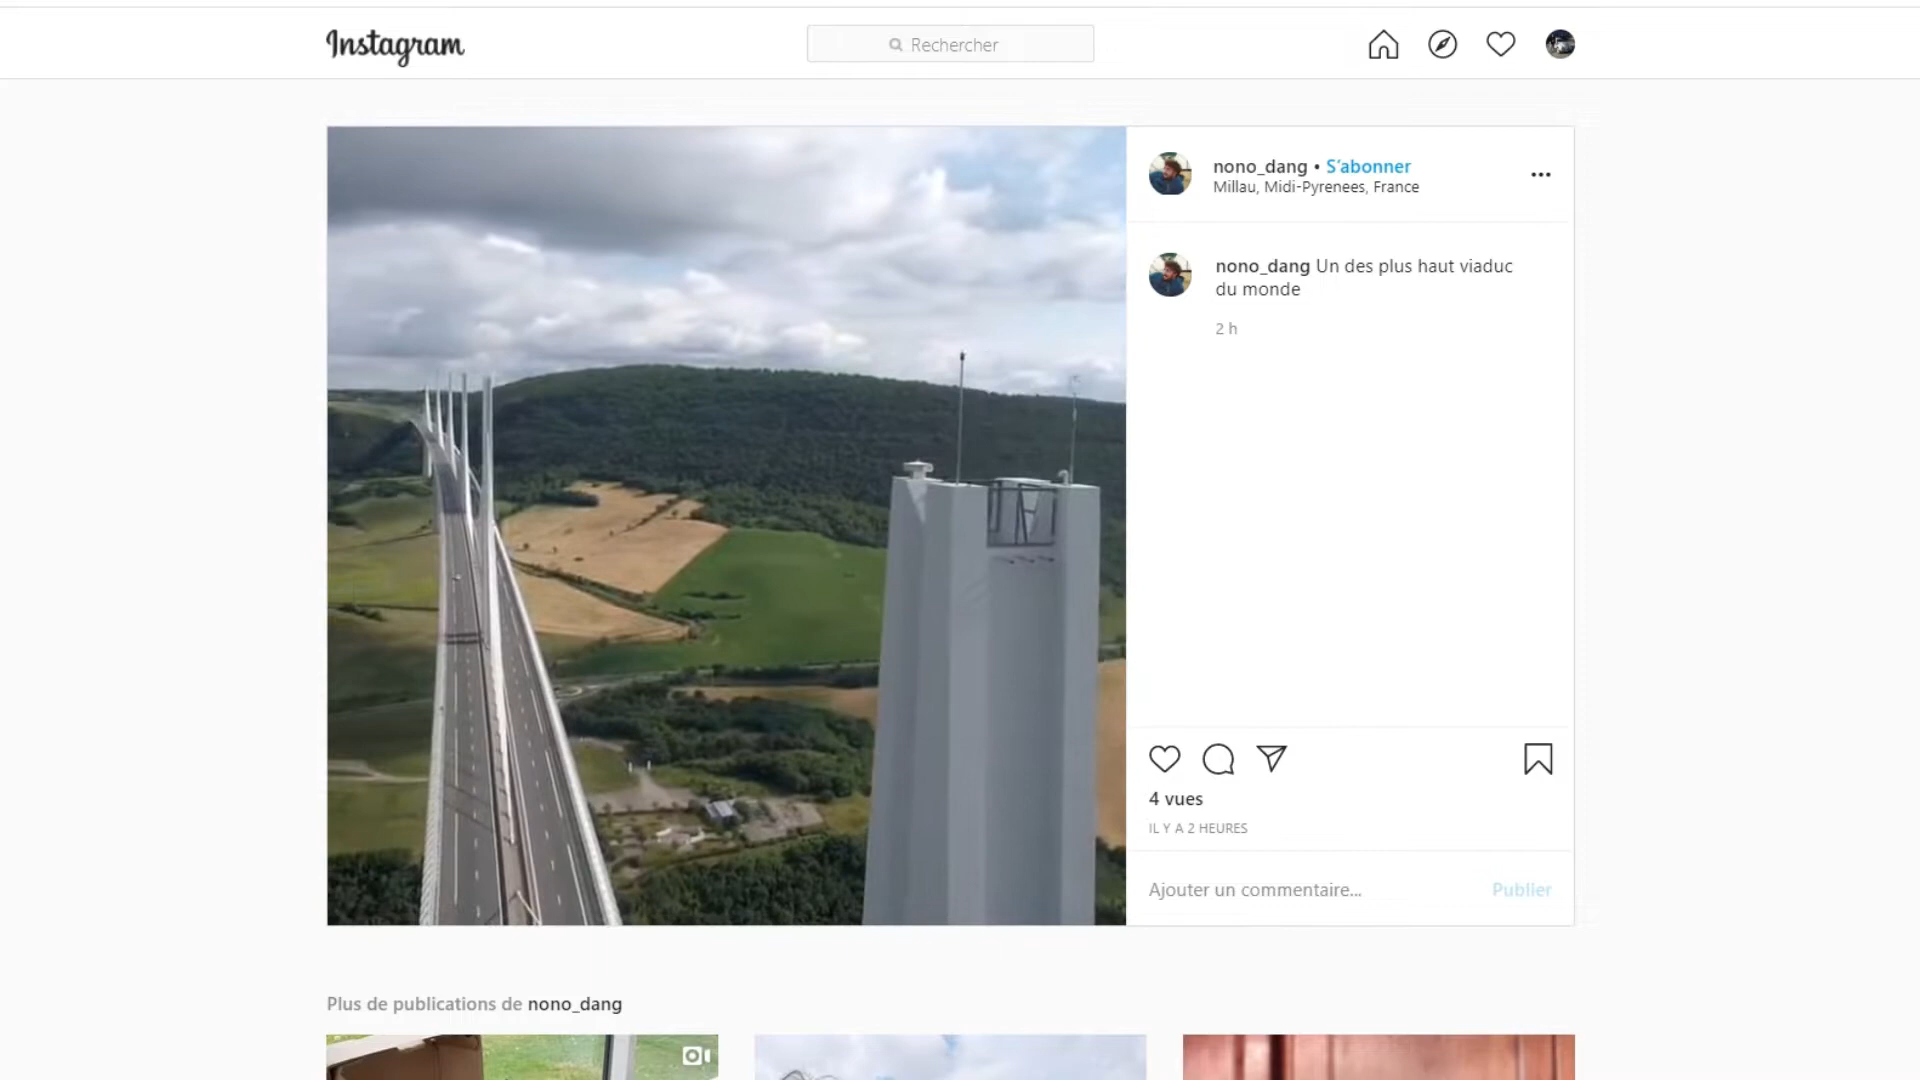 Instagram
Rechercher
nono_dang • S'abonner
Millau, Midi-Pyrenees, France
nono_dang Un des plus haut viaduc
du monde
2 h
4 vues
IL Y A 2 HEURES
Ajouter un commentaire...
Publier
Plus de publications de nono_dang